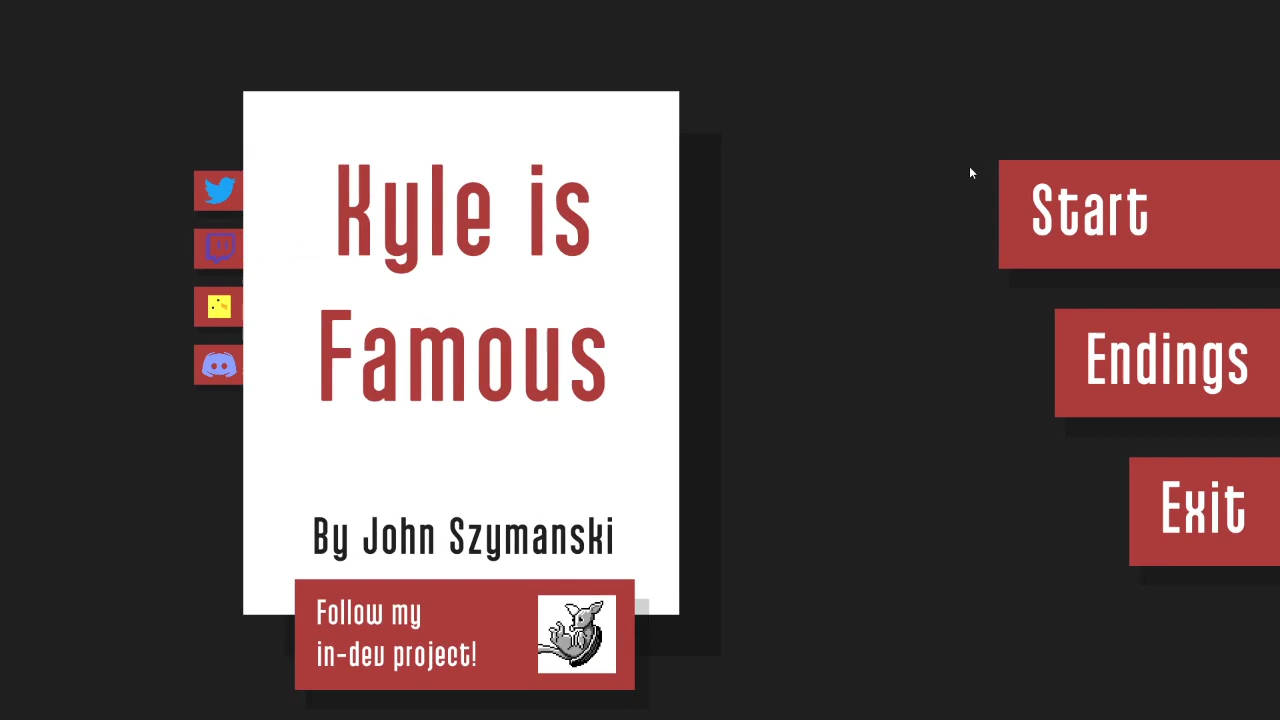 Kyle is
Famous
By John Szymanski
Follow my
in-dev project!
Start
Endings
Exit